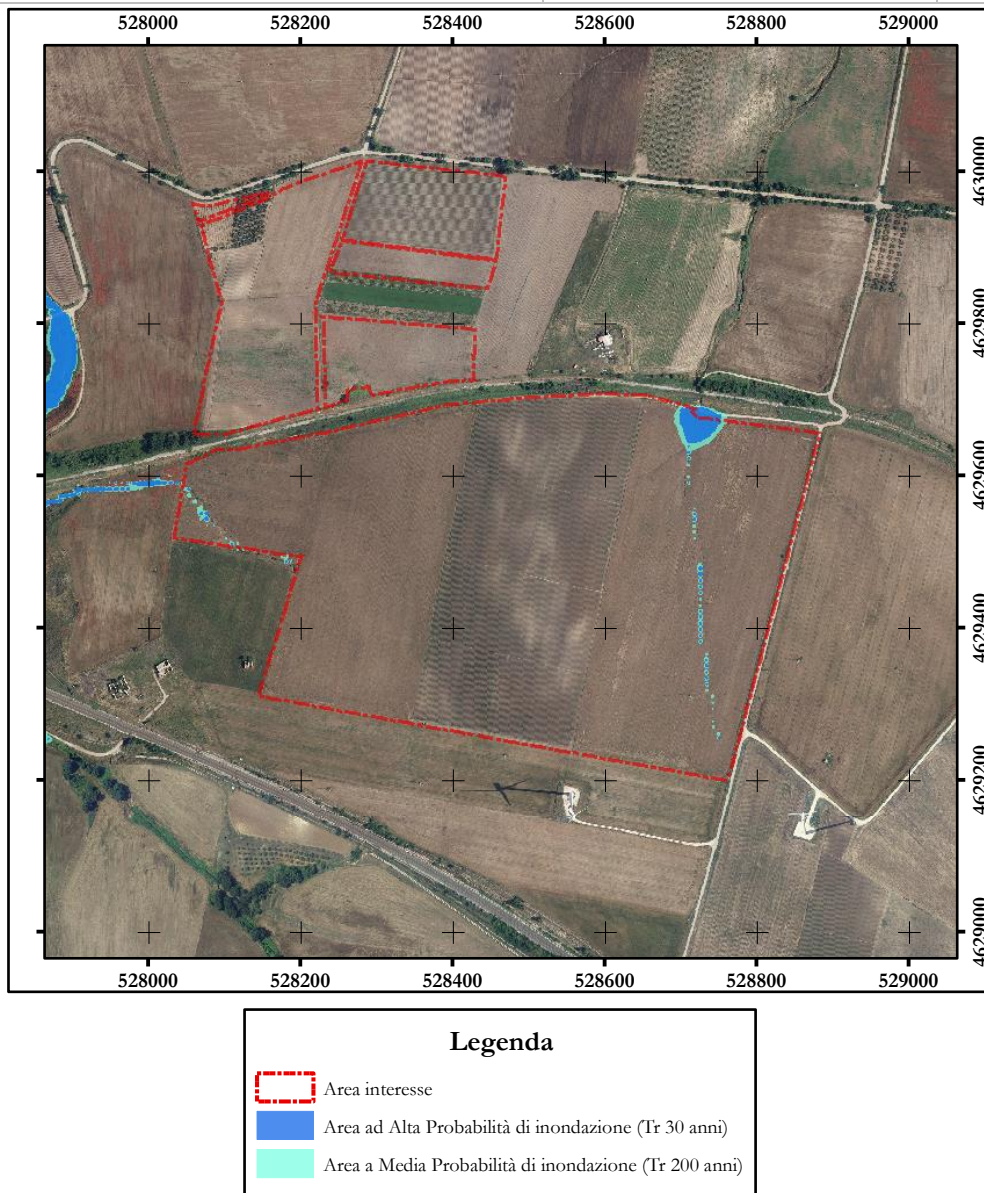 528000 528200 528400 528600 528800 529000
4630000
4629800
4629600
4629400
4629200
4629000
528000 528200 528400 528600 528800 529000
Legenda
Area interesse
Area ad Alta Probabilità di inondazione (Tr 30 anni)
Area a Media Probabilità di inondazione (Tr 200 anni)